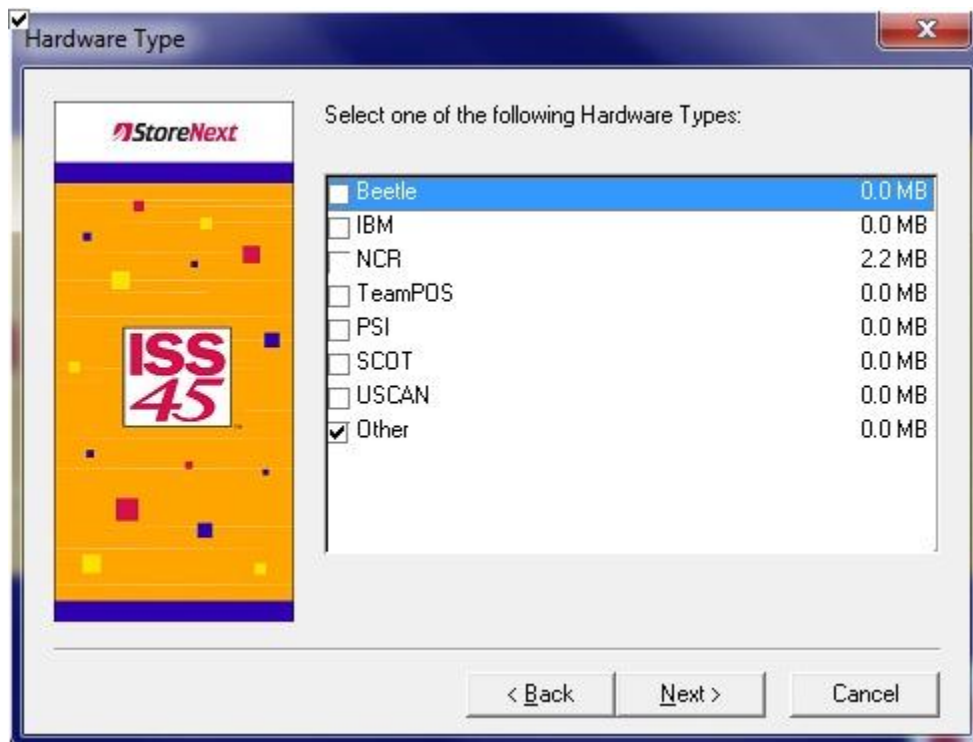 Hardware Type
StoreNext
Select one of the following Hardware Types:
Beetle 0.0 MB
IBM 0.0 MB
NCR 2.2 MB
TeamPOS 0.0 MB
PSI 0.0 MB
SCOT 0.0 MB
USCAN 0.0 MB
Other 0.0 MB
ISS
45
< Back Next > Cancel